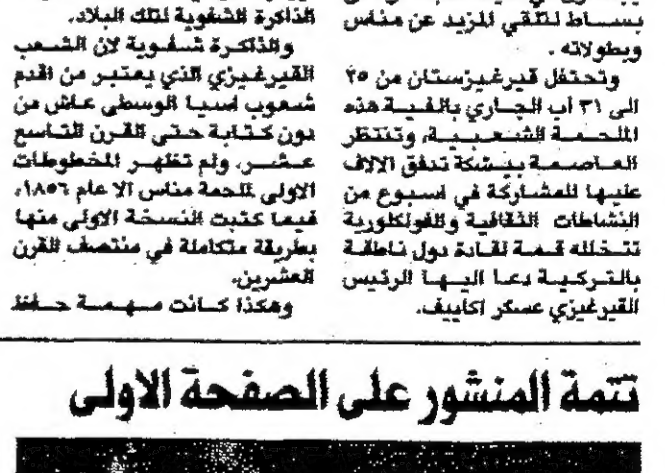 بسساط لتلقي المزيد عن مناس
وبطولاته .
وتحتفل قيرغيزستان من ٢٥
الى ٣١ آب الجاري بالفية هذه
الملحمة الشعبية، وتنتظر
العاصمة بيشكة تدفق الالاف
عليها للمشاركة في اسبوع من
النشاطات الثقافية والفولكلورية
تتخلله قمة لقادة دول ناطقة
بالتركية دعا اليها الرئيس
القيرغيزي عسكر اكاييف.
الذاكرة الشفوية لتلك البلاد.
والذاكرة شفوية لان الشعب
القيرغيزي الذي يعتبر من اقدم
شعوب اسيا الوسطى عاش من
دون كتابة حتى القرن التاسع
عشر. ولم تظهر المخطوطات
الاولى لملحمة مناس الا عام ١٨٥٦،
فيما كتبت النسخة الاولى منها
بطريقة متكاملة في منتصف القرن
العشرين.
وهكذا كانت مهمة حفظ
تتمة المنشور على الصفحة الاولى